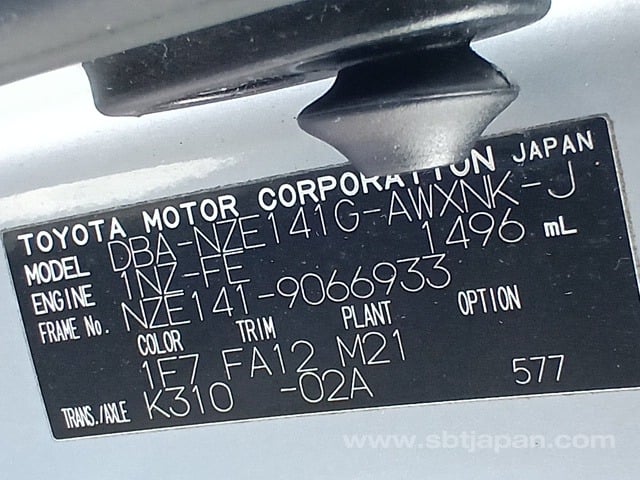 TOYOTA MOTOR CORPORATION JAPAN
MODEL DBA-NZE141G-AWXNK-J
ENGINE 1NZ-FE 1496 mL
FRAME No. NZE141-9066933
COLOR TRIM PLANT OPTION
1F7 FA12 M21
TRANS./AXLE K310 -02A 577
www.sbtjapan.com